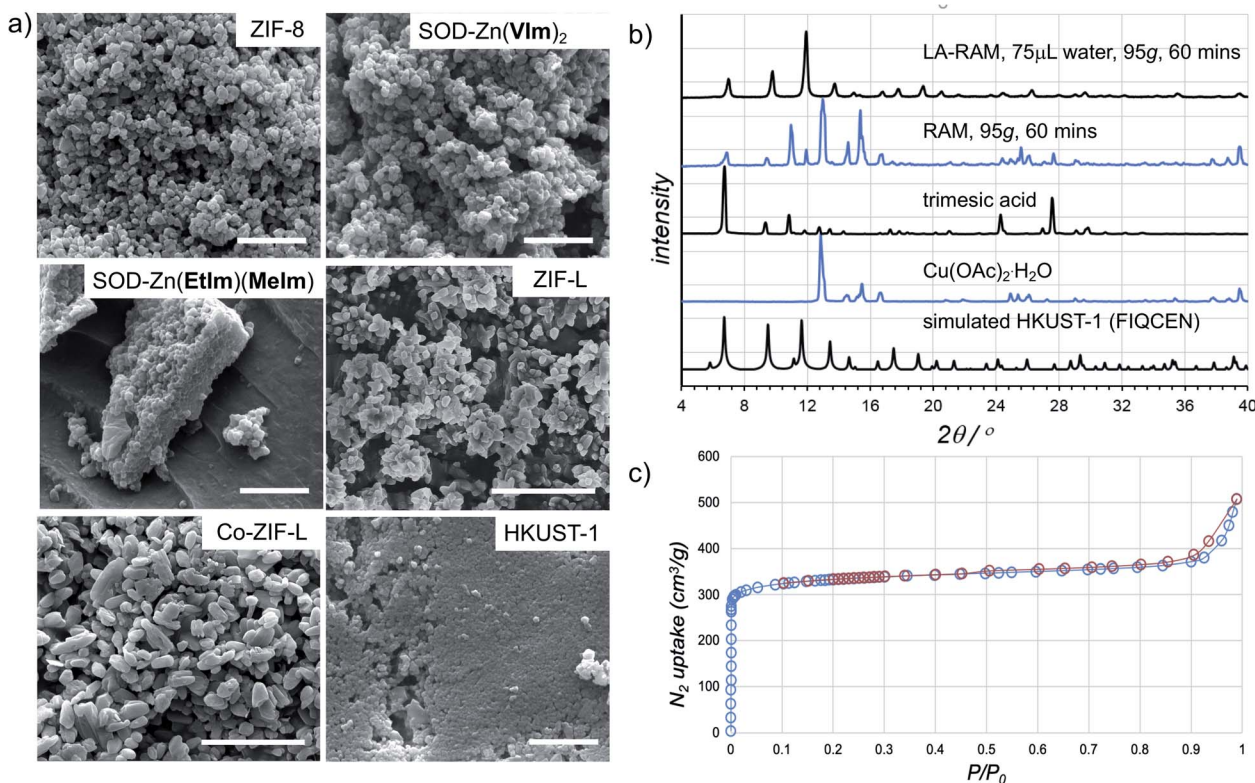 a)
ZIF-8
SOD-Zn(VIm)₂
SOD-Zn(EtIm)(MeIm)
ZIF-L
Co-ZIF-L
HKUST-1
b)
LA-RAM, 75μL water, 95g, 60 mins
RAM, 95g, 60 mins
trimesic acid
Cu(OAc)₂·H₂O
simulated HKUST-1 (FIQCEN)
intensity
4 8 12 16 20 24 28 32 36 40
2θ/°
c)
600
500
400
300
200
100
0
N₂ uptake (cm³/g)
0 0.1 0.2 0.3 0.4 0.5 0.6 0.7 0.8 0.9 1
P/P₀